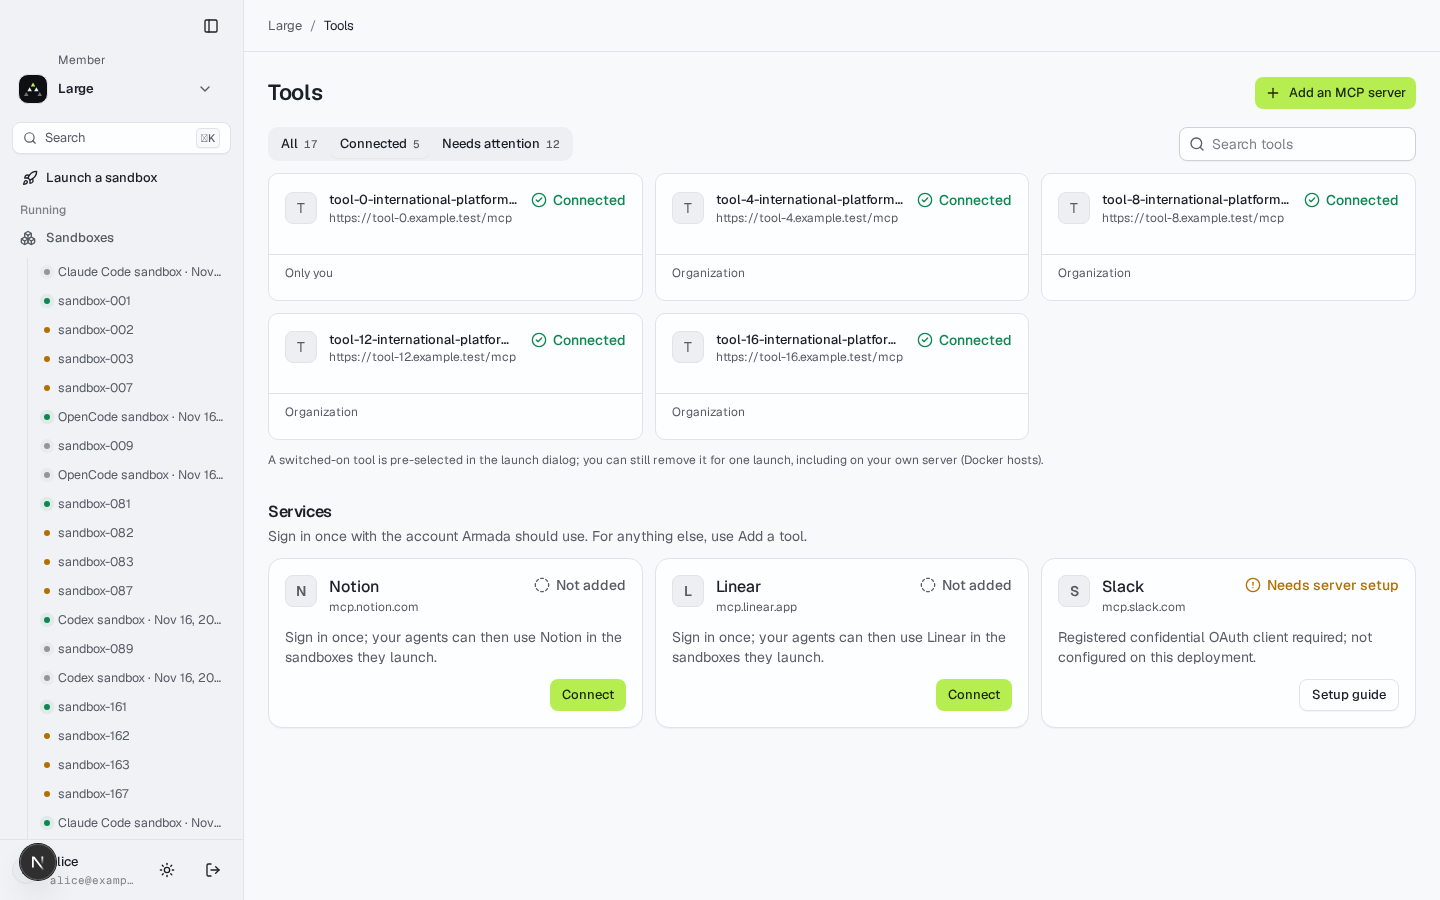 Member
Large
Search
K
Launch a sandbox
Running
Sandboxes
Claude Code sandbox · Nov...
sandbox-001
sandbox-002
sandbox-003
sandbox-007
OpenCode sandbox · Nov 16...
sandbox-009
OpenCode sandbox · Nov 16...
sandbox-081
sandbox-082
sandbox-083
sandbox-087
Codex sandbox · Nov 16, 20...
sandbox-089
Codex sandbox · Nov 16, 20...
sandbox-161
sandbox-162
sandbox-163
sandbox-167
Claude Code sandbox · Nov...
N
lice
alice@examp...
Large / Tools
Tools
Add an MCP server
All 17
Connected 5
Needs attention 12
Search tools
T
tool-0-international-platform...
https://tool-0.example.test/mcp
Connected
Only you
T
tool-4-international-platform...
https://tool-4.example.test/mcp
Connected
Organization
T
tool-8-international-platform...
https://tool-8.example.test/mcp
Connected
Organization
T
tool-12-international-platfor...
https://tool-12.example.test/mcp
Connected
Organization
T
tool-16-international-platfor...
https://tool-16.example.test/mcp
Connected
Organization
A switched-on tool is pre-selected in the launch dialog; you can still remove it for one launch, including on your own server (Docker hosts).
Services
Sign in once with the account Armada should use. For anything else, use Add a tool.
N
Notion
mcp.notion.com
Not added
Sign in once; your agents can then use Notion in the
sandboxes they launch.
Connect
L
Linear
mcp.linear.app
Not added
Sign in once; your agents can then use Linear in the
sandboxes they launch.
Connect
S
Slack
mcp.slack.com
Needs server setup
Registered confidential OAuth client required; not
configured on this deployment.
Setup guide